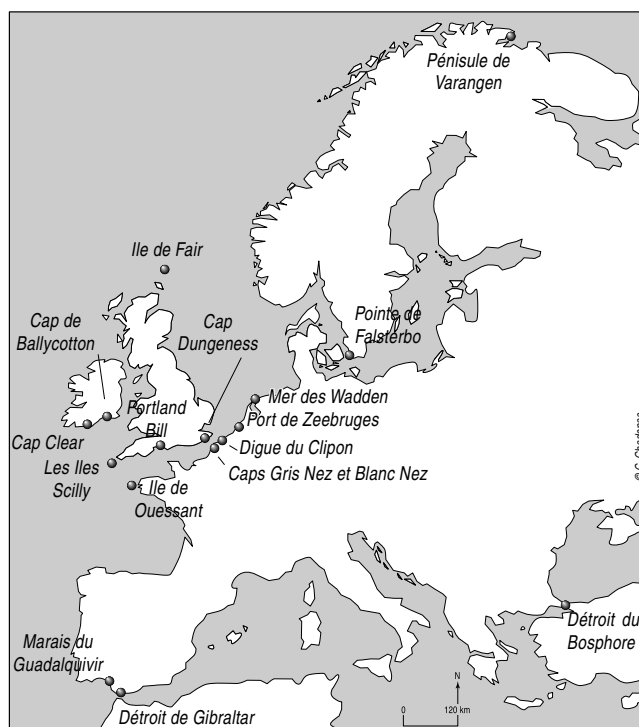 Pénisule de
Varangen
Ile de Fair
Cap de
Ballycotton
Cap
Dungeness
Pointe de
Falsterbo
Portland
Bill
Mer des Wadden
Port de Zeebruges
Digue du Clipon
Caps Gris Nez et Blanc Nez
Cap Clear
Les Iles
Scilly
Ile de
Ouessant
Marais du
Guadalquivir
Détroit de Gibraltar
Détroit du
Bosphore
N
0 120 km